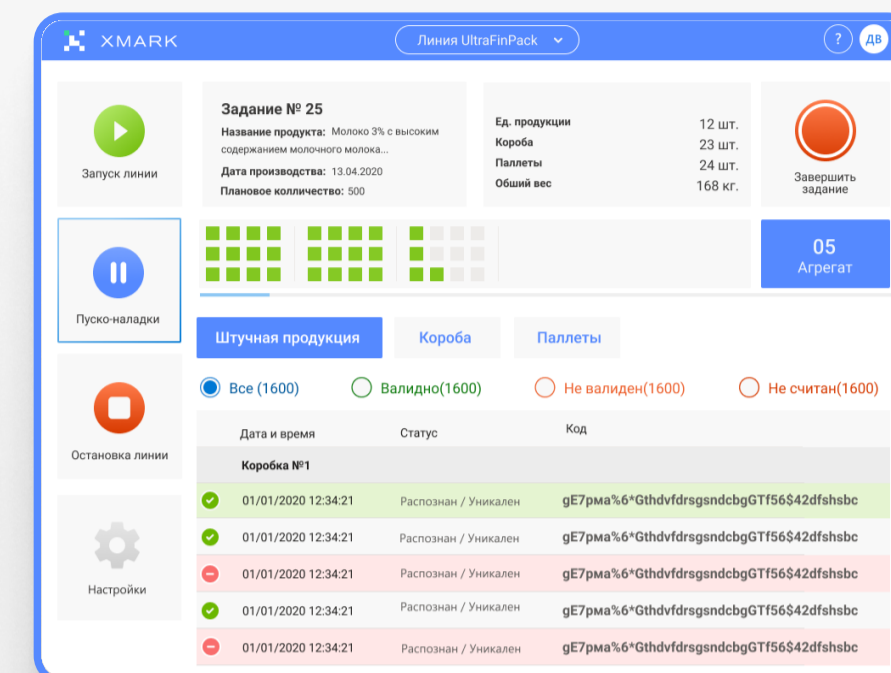 XMARK
Линия UltraFinPack
?
ДВ
Запуск линии
Задание № 25
Название продукта: Молоко 3% с высоким
содержанием молочного молока...
Дата производства: 13.04.2020
Плановое колличество: 500
Ед. продукции 12 шт.
Короба 23 шт.
Паллеты 24 шт.
Обший вес 168 кг.
Завершить
задание
Пуско-наладки
05
Агрегат
Штучная продукция
Короба
Паллеты
Все (1600)
Валидно(1600)
Не валиден(1600)
Не считан(1600)
Остановка линии
Дата и время Статус Код
Коробка №1
01/01/2020 12:34:21 Распознан / Уникален gE7рма%6*Gthdvfdrsgsndcbg​GTf56$42dfshsbc
01/01/2020 12:34:21 Распознан / Уникален gE7рма%6*Gthdvfdrsgsndcbg​GTf56$42dfshsbc
01/01/2020 12:34:21 Распознан / Уникален gE7рма%6*Gthdvfdrsgsndcbg​GTf56$42dfshsbc
Настройки
01/01/2020 12:34:21 Распознан / Уникален gE7рма%6*Gthdvfdrsgsndcbg​GTf56$42dfshsbc
01/01/2020 12:34:21 Распознан / Уникален gE7рма%6*Gthdvfdrsgsndcbg​GTf56$42dfshsbc